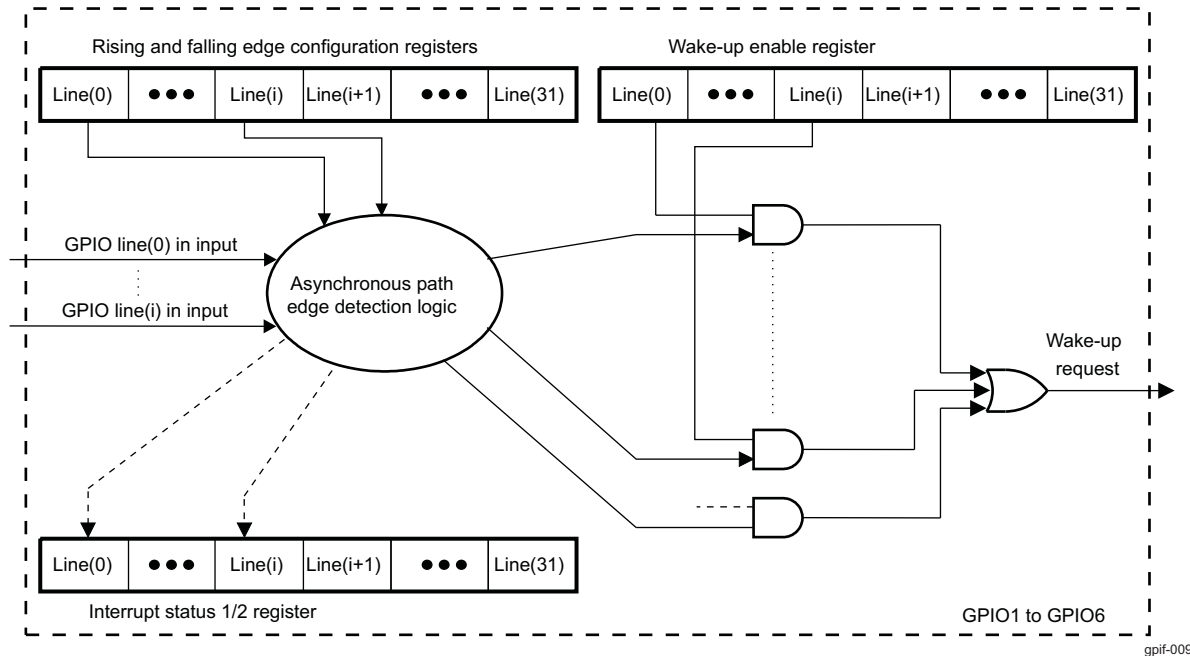 Rising and falling edge configuration registers
Wake-up enable register
Line(0) ●●● Line(i) Line(i+1) ●●● Line(31)
Line(0) ●●● Line(i) Line(i+1) ●●● Line(31)
GPIO line(0) in input
GPIO line(i) in input
Asynchronous path
edge detection logic
Wake-up
request
Line(0) ●●● Line(i) Line(i+1) ●●● Line(31)
Interrupt status 1/2 register
GPIO1 to GPIO6
gpif-009